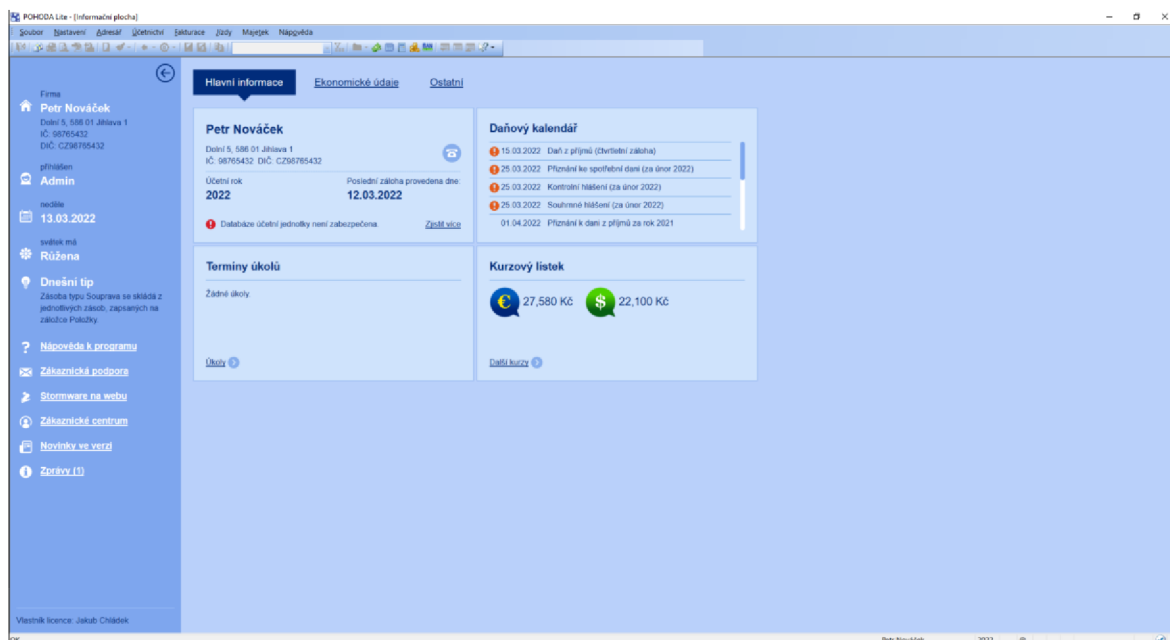 POHODA Lite - [Informační plocha]
Soubor Nastavení Adresář Účetnictví Fakturace Jízdy Majetek Nápověda
Firma
Petr Nováček
Dolní 5, 586 01 Jihlava 1
IČ: 98765432
DIČ: CZ98765432
přihlášen
Admin
neděle
13.03.2022
svátek má
Růžena
Dnešní tip
Zásoba typu Souprava se skládá z
jednotlivých zásob, zapsaných na
záložce Položky.
Nápověda k programu
Zákaznická podpora
Stormware na webu
Zákaznické centrum
Novinky ve verzi
Zprávy (1)
Vlastník licence: Jakub Chládek
Hlavní informace Ekonomické údaje Ostatní
Petr Nováček
Dolní 5, 586 01 Jihlava 1
IČ: 98765432 DIČ: CZ98765432
Účetní rok Poslední záloha provedena dne:
2022 12.03.2022
Databáze účetní jednotky není zabezpečena. Zjistit více
Daňový kalendář
15.03.2022 Daň z příjmů (čtvrtletní záloha)
25.03.2022 Přiznání ke spotřební dani (za únor 2022)
25.03.2022 Kontrolní hlášení (za únor 2022)
25.03.2022 Souhrnné hlášení (za únor 2022)
01.04.2022 Přiznání k dani z příjmů za rok 2021
Termíny úkolů
Žádné úkoly.
Úkoly
Kurzový lístek
€ 27,580 Kč $ 22,100 Kč
Další kurzy
OK Petr Nováček 2022 @